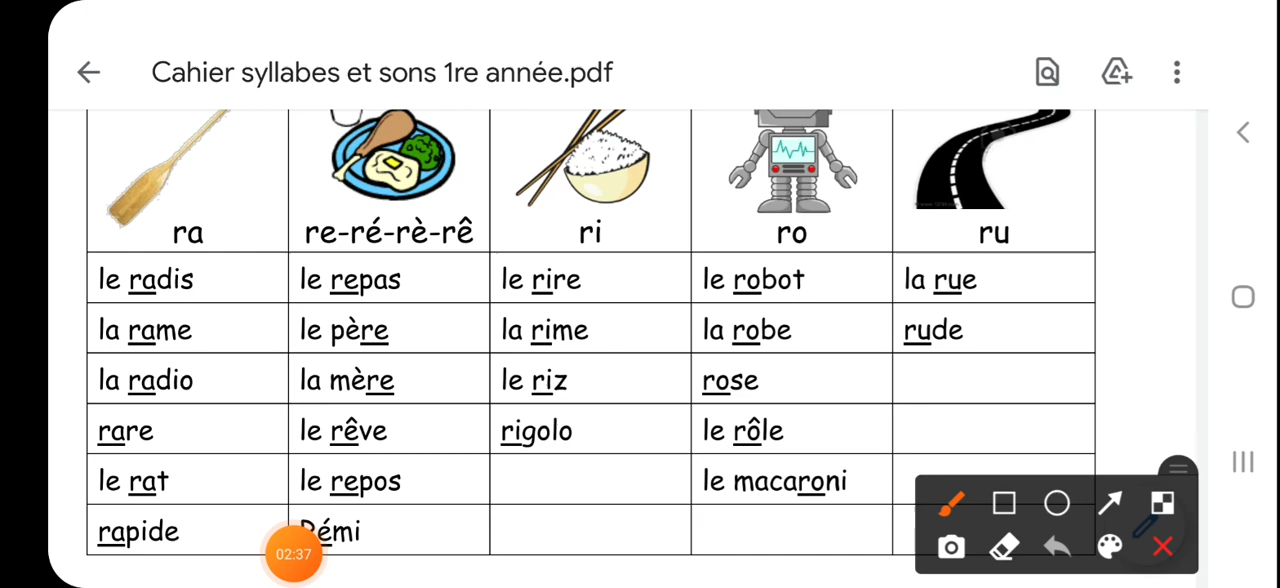 Cahier syllabes et sons 1re année.pdf
ra re-ré-rè-rê ri ro ru
le radis le repas le rire le robot la rue
la rame le père la rime la robe rude
la radio la mère le riz rose
rare le rêve rigolo le rôle
le rat le repos le macaroni
rapide Rémi
02:37